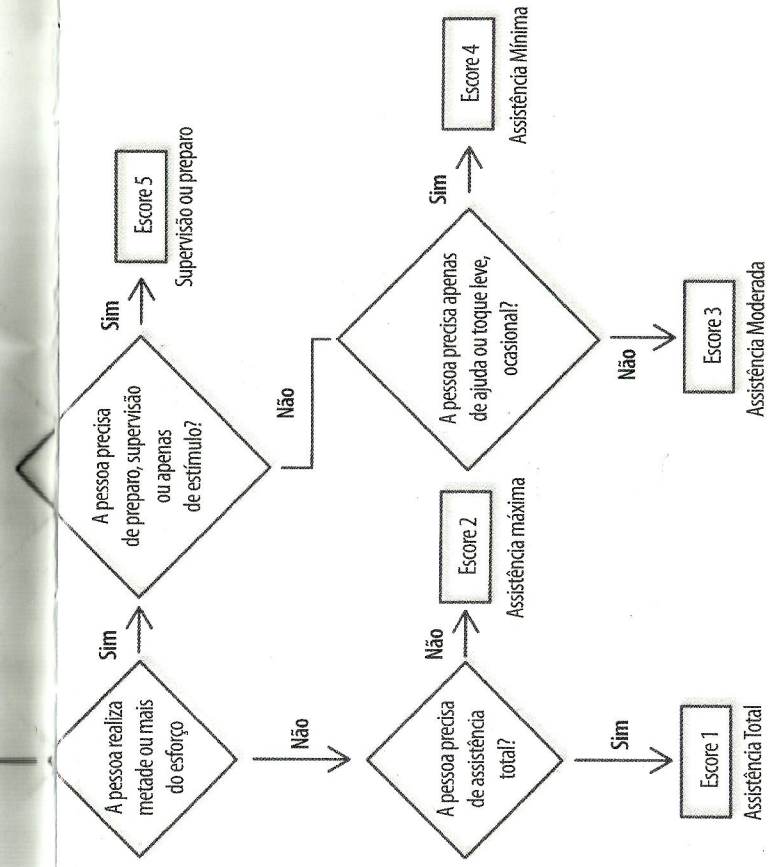 A pessoa realiza
metade ou mais
do esforço
Sim
A pessoa precisa
de preparo, supervisão
ou apenas
de estímulo?
Sim
Escore 5
Supervisão ou preparo
Não
Não
A pessoa precisa
de assistência
total?
Não
Escore 2
Assistência máxima
Sim
Escore 1
Assistência Total
A pessoa precisa apenas
de ajuda ou toque leve,
ocasional?
Sim
Escore 4
Assistência Mínima
Não
Escore 3
Assistência Moderada